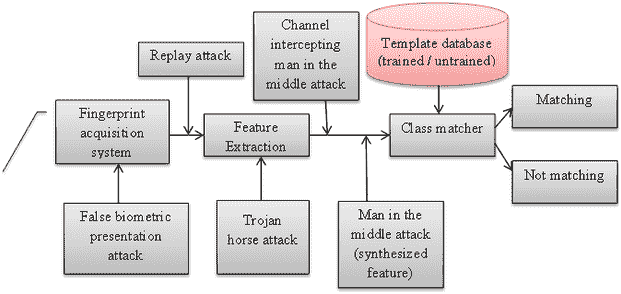 Replay attack
Channel
intercepting
man in the
middle attack
Template database
(trained / untrained)
Fingerprint
acquisition
system
Feature
Extraction
Class matcher
Matching
Not matching
False biometric
presentation
attack
Trojan
horse attack
Man in the
middle attack
(synthesized
feature)